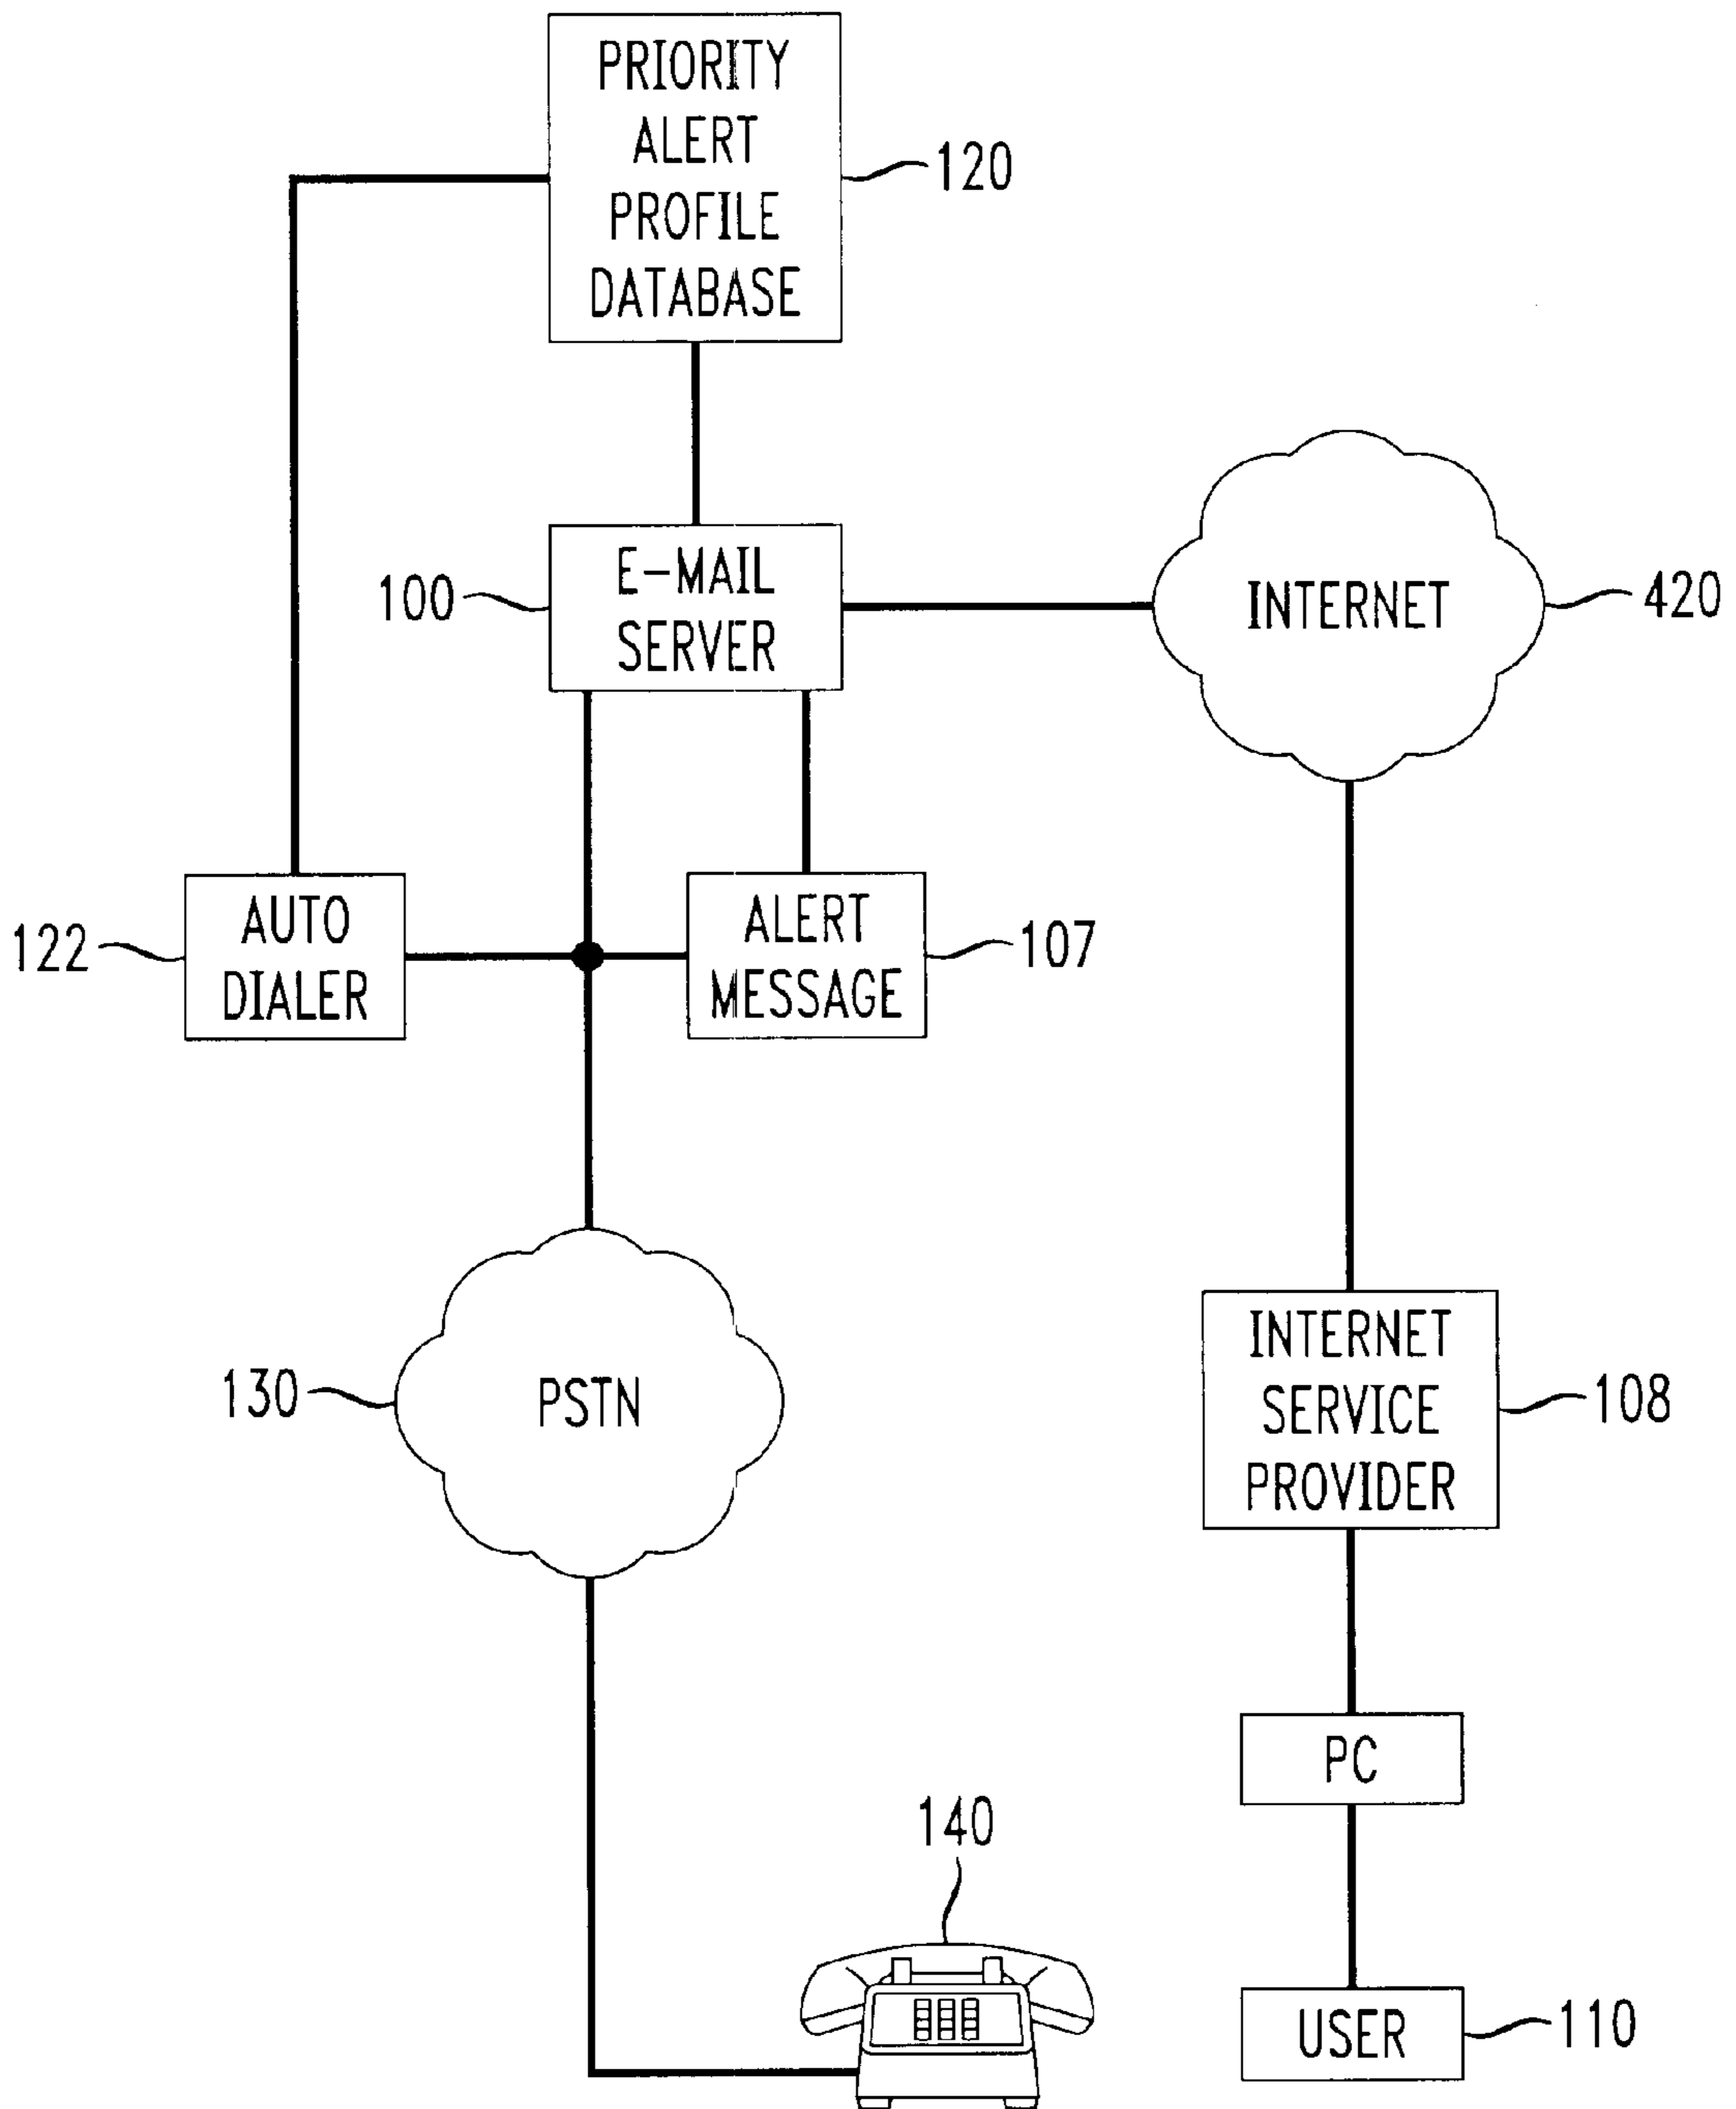 PRIORITY
ALERT
PROFILE
DATABASE
120
E-MAIL
SERVER
100
INTERNET
420
AUTO
DIALER
122
ALERT
MESSAGE
107
PSTN
130
INTERNET
SERVICE
PROVIDER
108
PC
140
USER
110